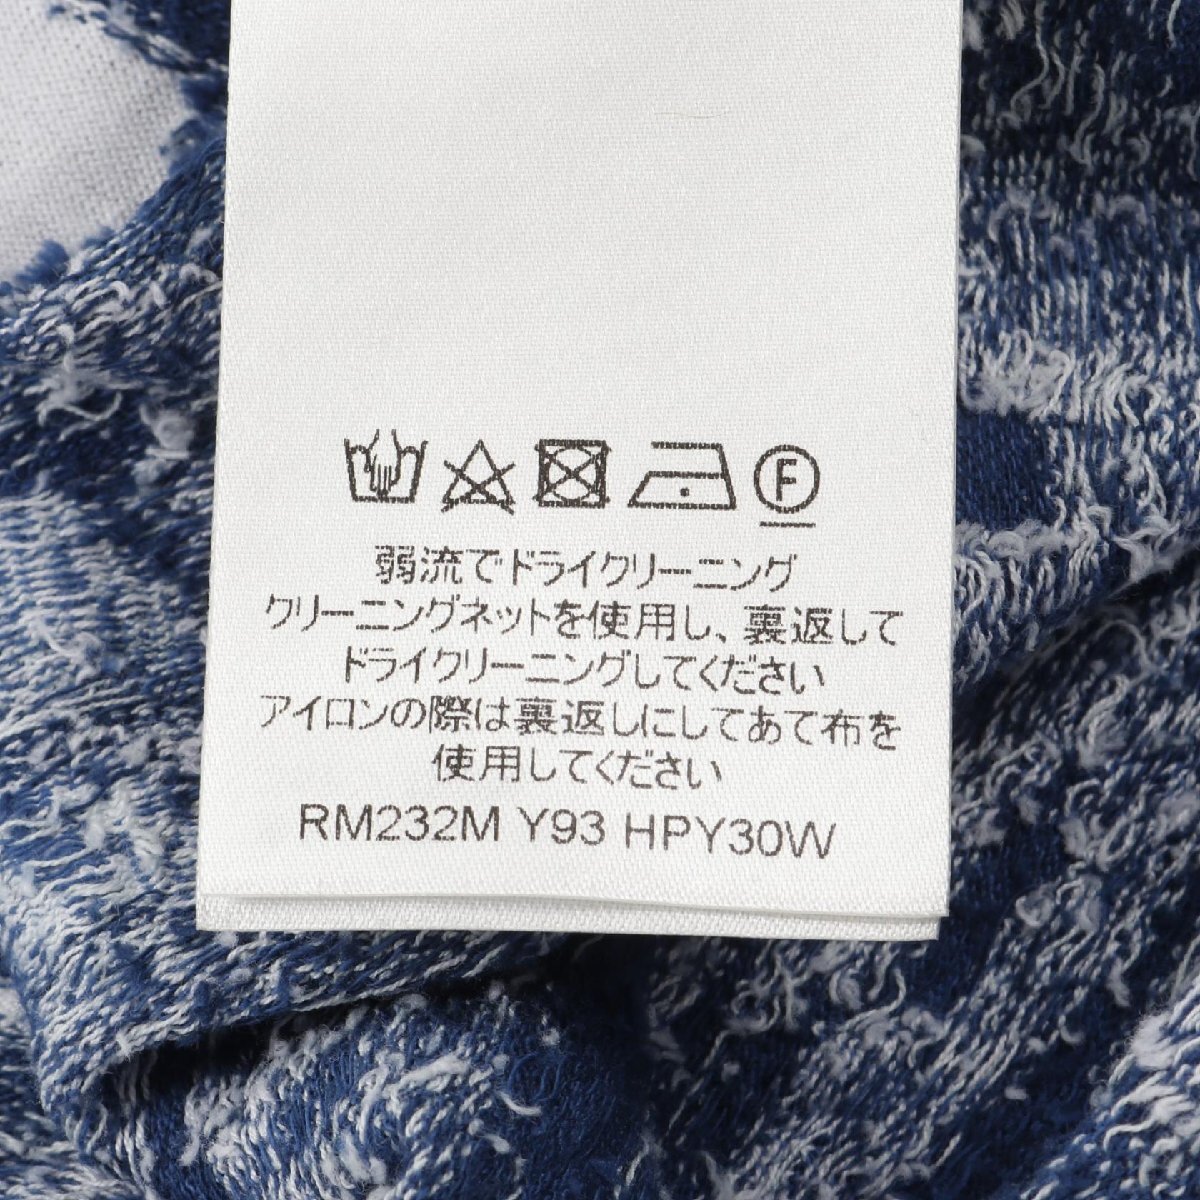 F
弱流でドライクリーニング
クリーニングネットを使用し、裏返して
ドライクリーニングしてください
アイロンの際は裏返しにしてあて布を
使用してください
RM232M Y93 HPY30W